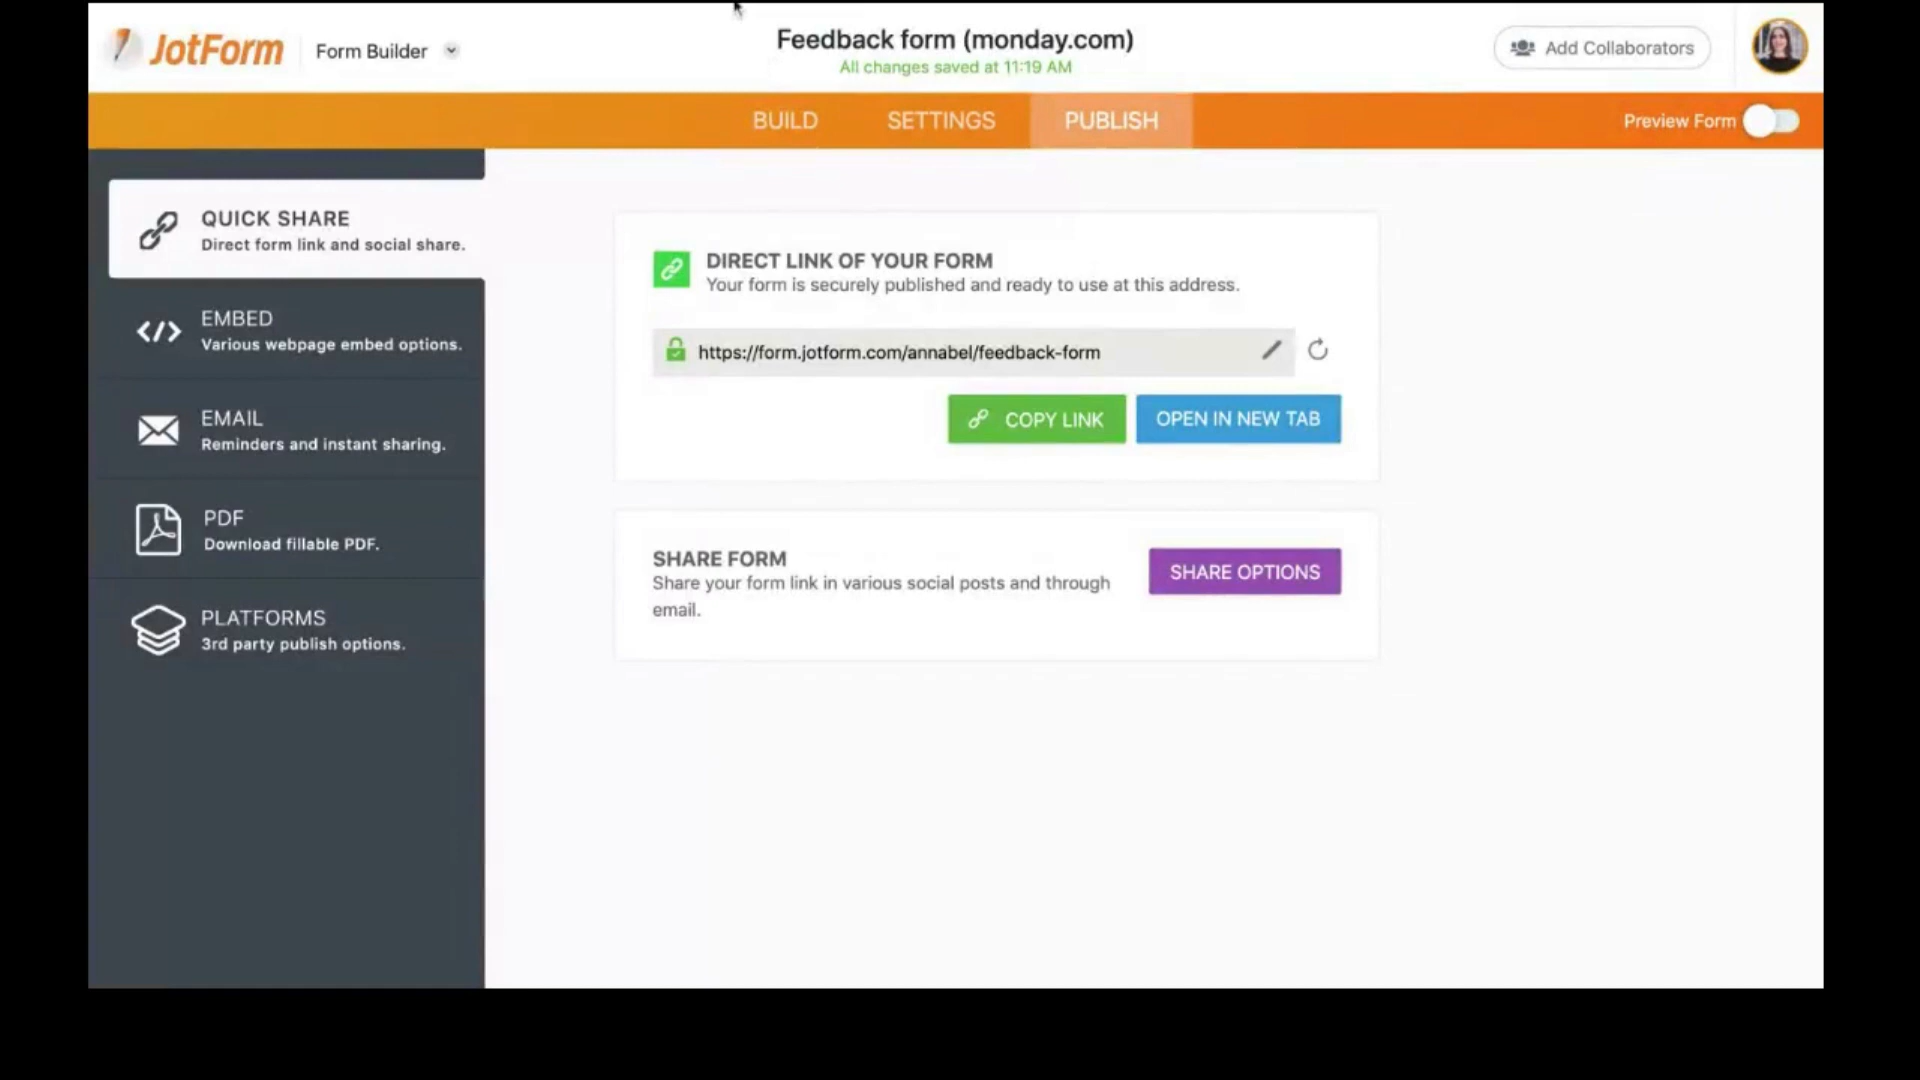 JotForm
Form Builder
Feedback form (monday.com)
All changes saved at 11:19 AM
Add Collaborators
BUILD
SETTINGS
PUBLISH
Preview Form
QUICK SHARE
Direct form link and social share.
EMBED
Various webpage embed options.
EMAIL
Reminders and instant sharing.
PDF
Download fillable PDF.
PLATFORMS
3rd party publish options.
DIRECT LINK OF YOUR FORM
Your form is securely published and ready to use at this address.
https://form.jotform.com/annabel/feedback-form
COPY LINK
OPEN IN NEW TAB
SHARE FORM
Share your form link in various social posts and through
email.
SHARE OPTIONS